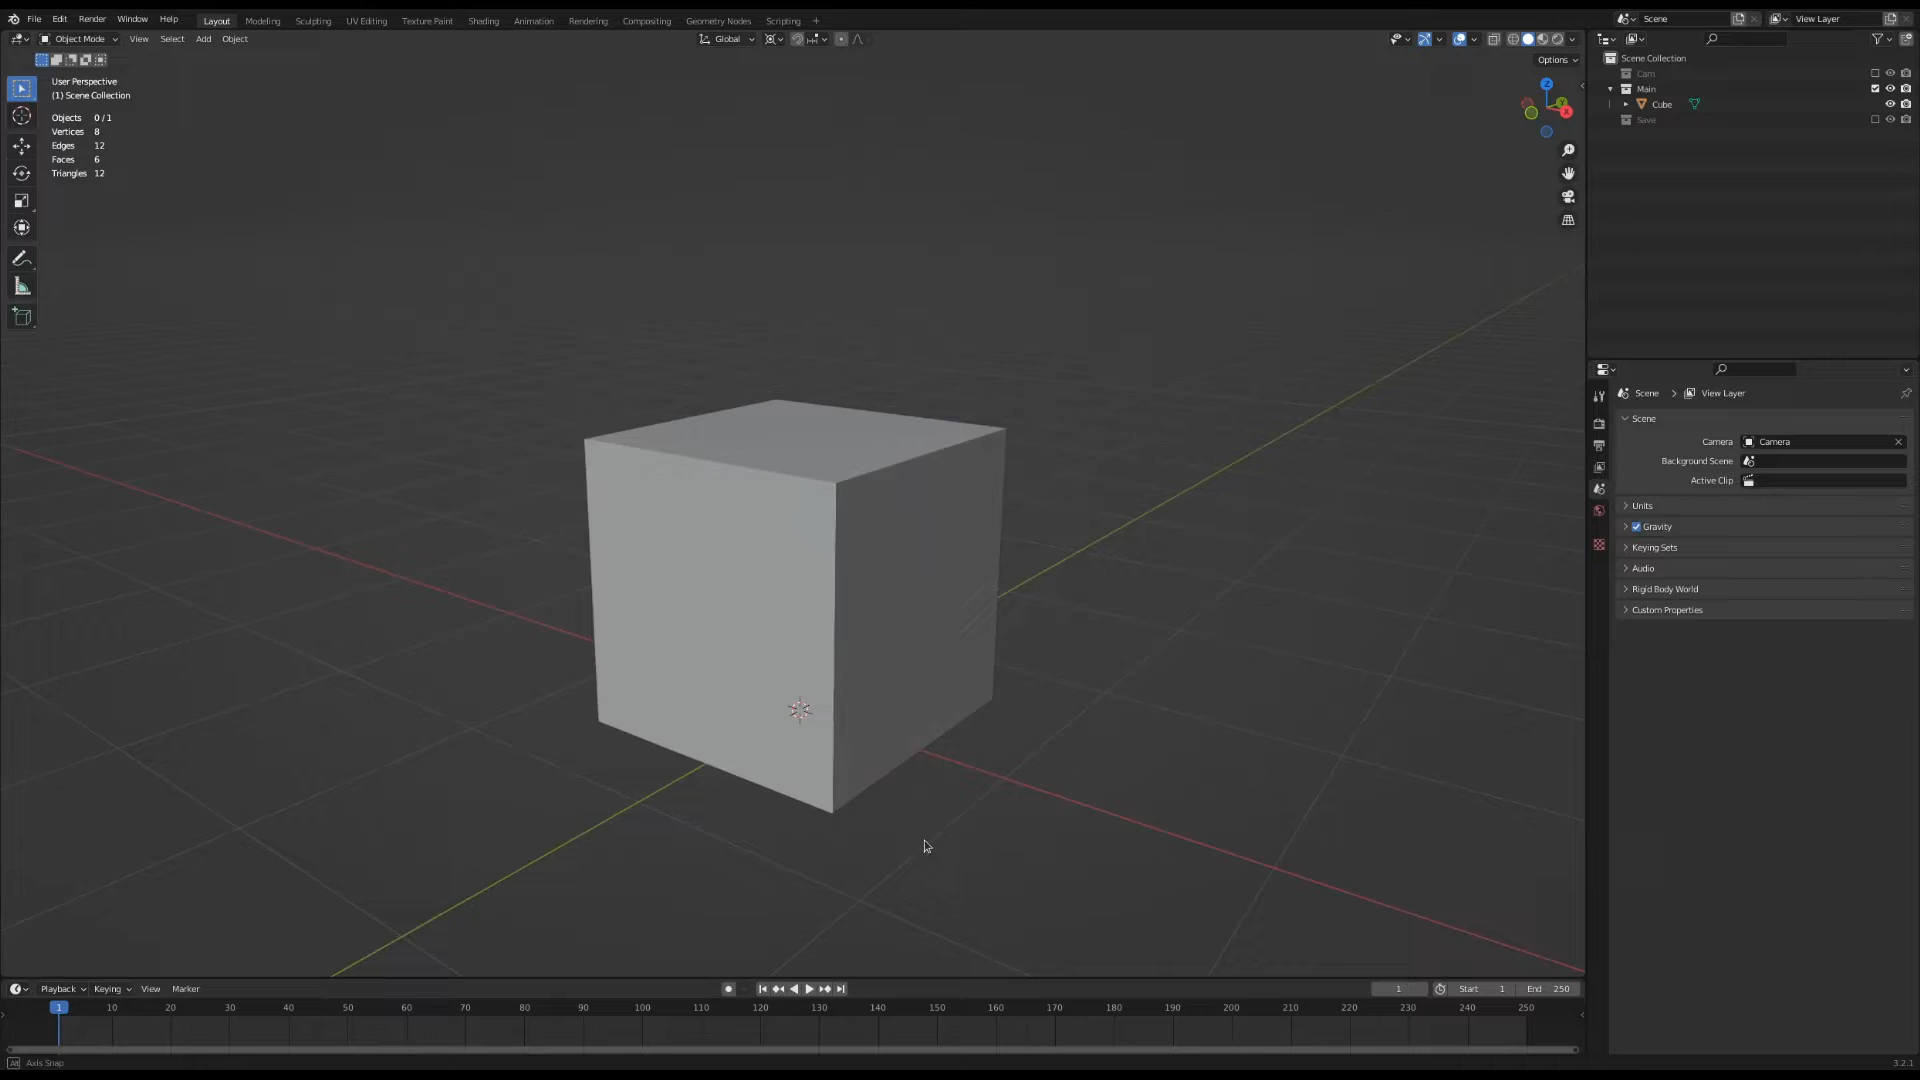 File Edit Render Window Help Layout Modeling Sculpting UV Editing Texture Paint Shading Animation Rendering Compositing Geometry Nodes Scripting + Scene View Layer
Object Mode View Select Add Object Global
Options
User Perspective
(1) Scene Collection
Objects 0 / 1
Vertices 8
Edges 12
Faces 6
Triangles 12
Z
Y
X
Scene Collection
Cam
Main
Cube
Save
Scene > View Layer
Scene
Camera Camera
Background Scene
Active Clip
Units
Gravity
Keying Sets
Audio
Rigid Body World
Custom Properties
Playback Keying View Marker 1 Start 1 End 250
1 10 20 30 40 50 60 70 80 90 100 110 120 130 140 150 160 170 180 190 200 210 220 230 240 250
Alt Axis Snap
3.2.1